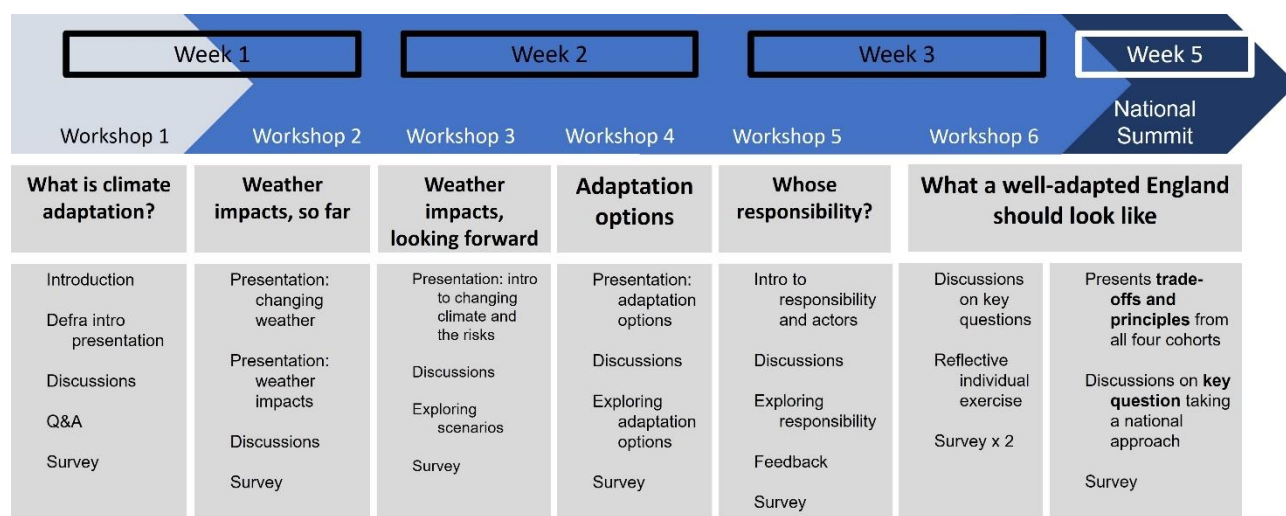 Week 1
Week 2
Week 3
Week 5
Workshop 1
Workshop 2
Workshop 3
Workshop 4
Workshop 5
Workshop 6
National
Summit
What is climate
adaptation?
Weather
impacts, so far
Weather
impacts,
looking forward
Adaptation
options
Whose
responsibility?
What a well-adapted England
should look like
Introduction
Defra intro
presentation
Discussions
Q&A
Survey
Presentation:
changing
weather
Presentation:
weather
impacts
Discussions
Survey
Presentation: intro
to changing
climate and
the risks
Discussions
Exploring
scenarios
Survey
Presentation:
adaptation
options
Discussions
Exploring
adaptation
options
Survey
Intro to
responsibility
and actors
Discussions
Exploring
responsibility
Feedback
Survey
Discussions
on key
questions
Reflective
individual
exercise
Survey x 2
Presents trade-
offs and
principles from
all four cohorts
Discussions on key
question taking
a national
approach
Survey